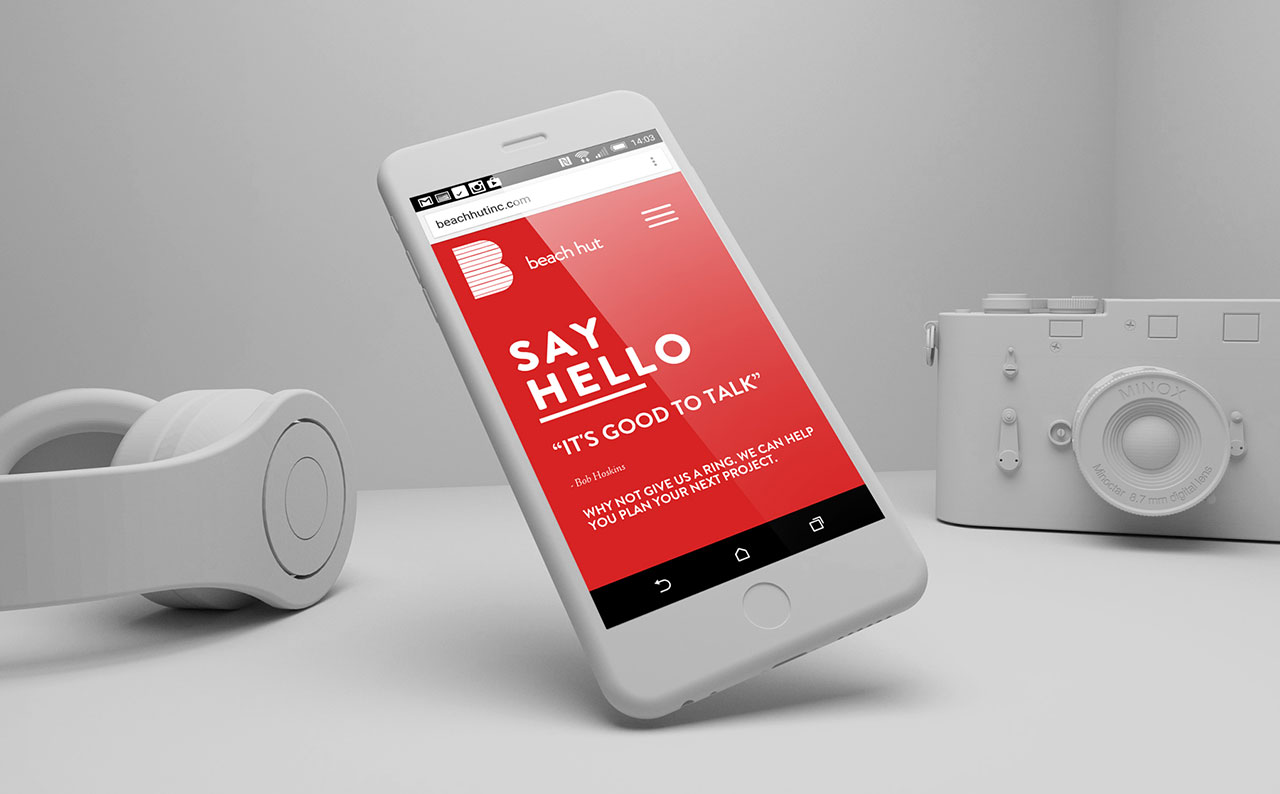 14:03
beachhutinc.com
B
beach hut
SAY
HELLO
“IT'S GOOD TO TALK”
- Bob Hoskins
WHY NOT GIVE US A RING. WE CAN HELP
YOU PLAN YOUR NEXT PROJECT.
MINOX
Minoctar 8.7 mm digital lens